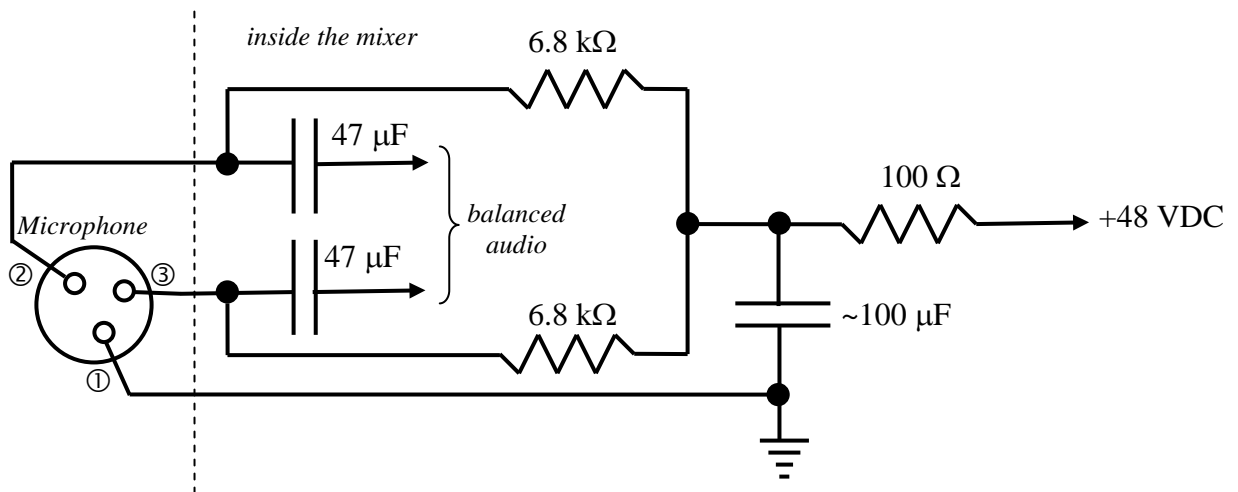 inside the mixer
6.8 kΩ
47 μF
100 Ω
+48 VDC
Microphone
balanced
audio
②
③
47 μF
6.8 kΩ
~100 μF
①